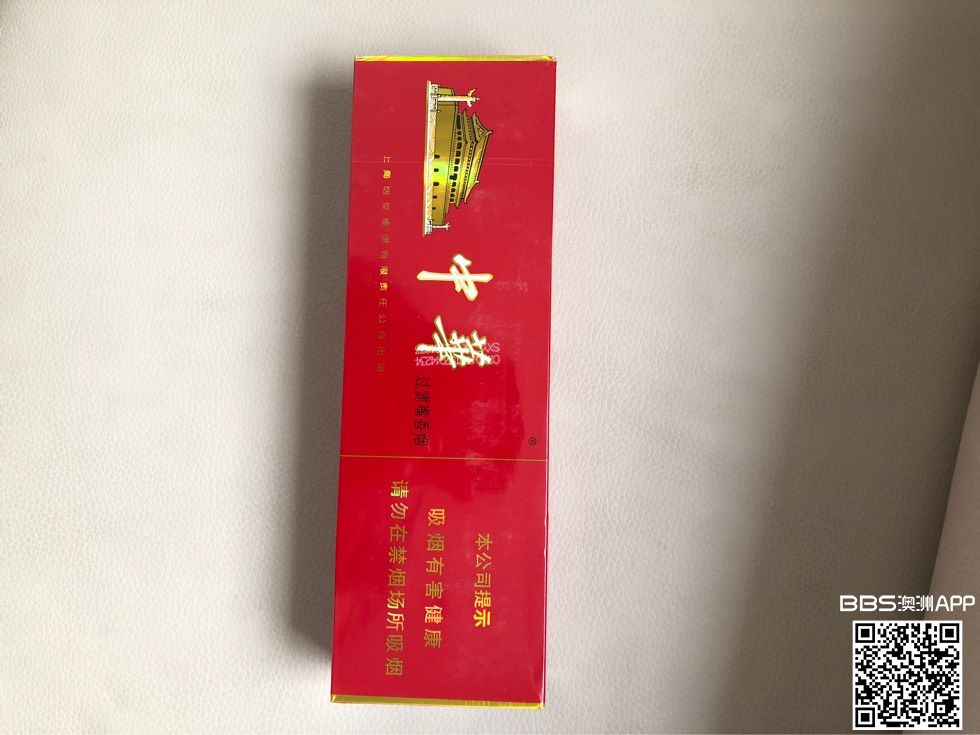 中華
®
过滤嘴香烟
上海烟草集团有限责任公司出品
本公司提示
吸烟有害健康
请勿在禁烟场所吸烟
BBS澳洲APP